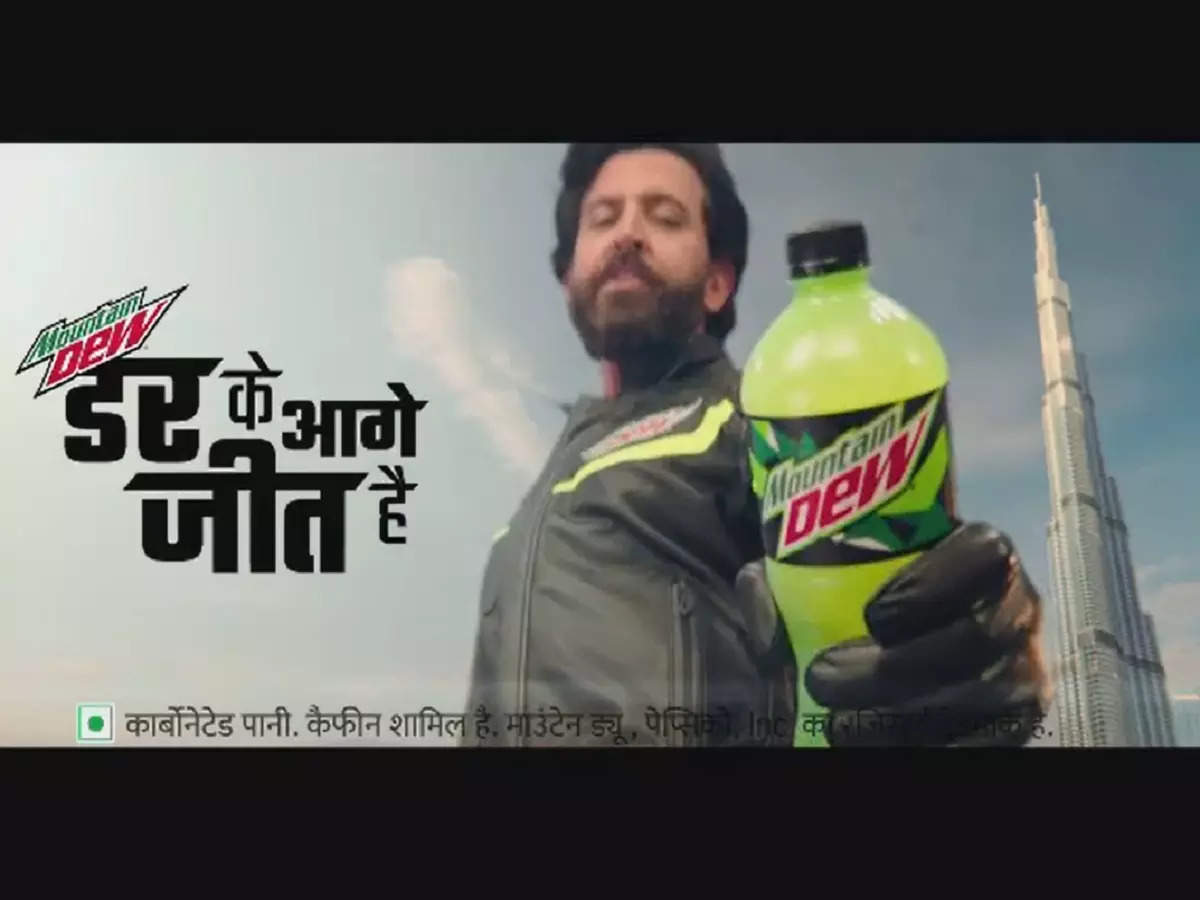 Mountain
DEW
डर के आगे
जीत है
Mountain
DEW
कार्बोनेटेड पानी. कैफीन शामिल है. माउंटेन ड्यू, पेप्सिको, Inc